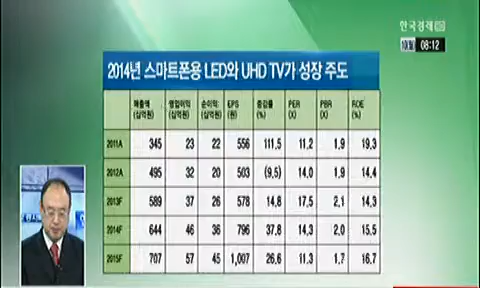 한국경제TV
10(월) 08:12
2014년 스마트폰용 LED와 UHD TV가 성장 주도
매출액 영업이익 순이익 EPS 증감률 PER PBR ROE
(십억원) (십억원) (십억원) (원) (%) (X) (X) (%)
2011A 345 23 22 556 111.5 11.2 1.9 19.3
2012A 495 32 20 503 (9.5) 14.0 1.9 14.4
2013F 589 37 26 578 14.8 17.5 2.1 14.3
2014F 644 46 36 796 37.8 14.3 2.0 15.5
2015F 707 57 45 1,007 26.6 11.3 1.7 16.7